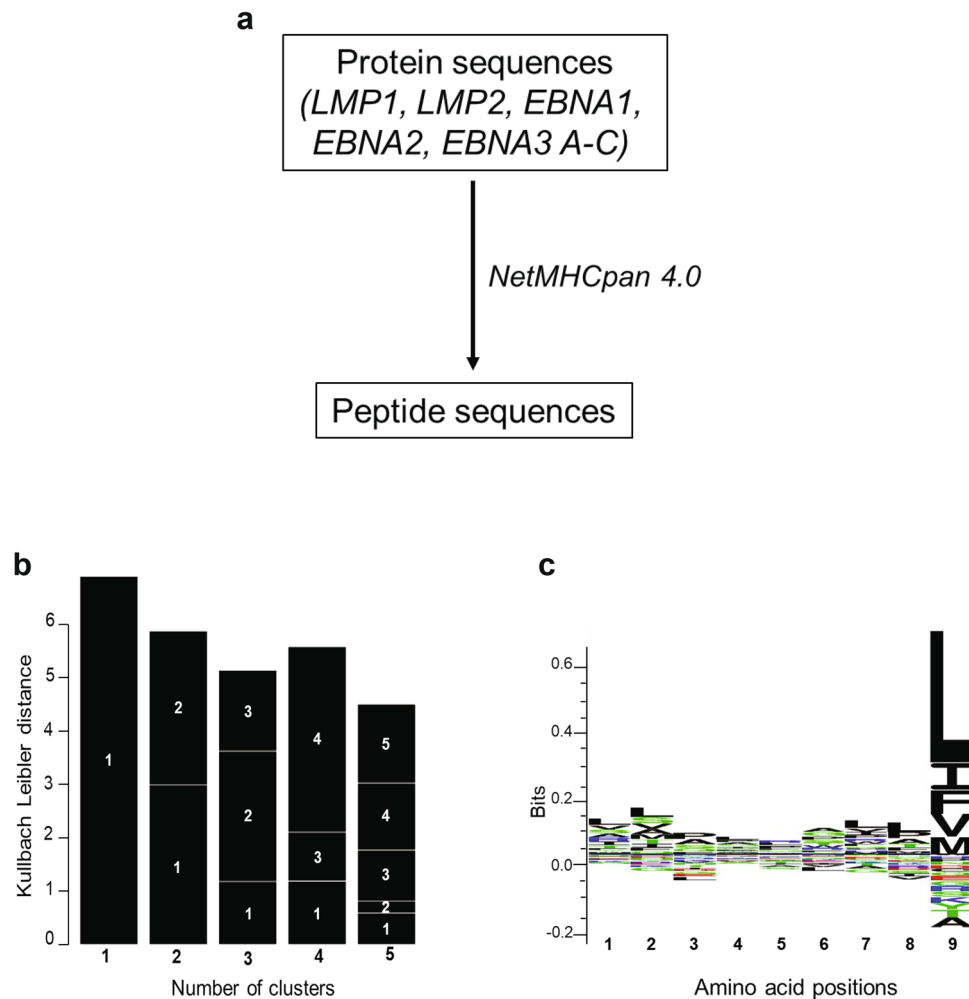 a
Protein sequences
(LMP1, LMP2, EBNA1,
EBNA2, EBNA3 A-C)
NetMHCpan 4.0
Peptide sequences
b
Kullbach Leibler distance
6
5
4
3
2
1
0
1
2
1
3
2
1
4
3
1
5
4
3
2
1
1 2 3 4 5
Number of clusters
c
Bits
0.6
0.4
0.2
0.0
-0.2
L
I
F
V
M
A
1 2 3 4 5 6 7 8 9
Amino acid positions